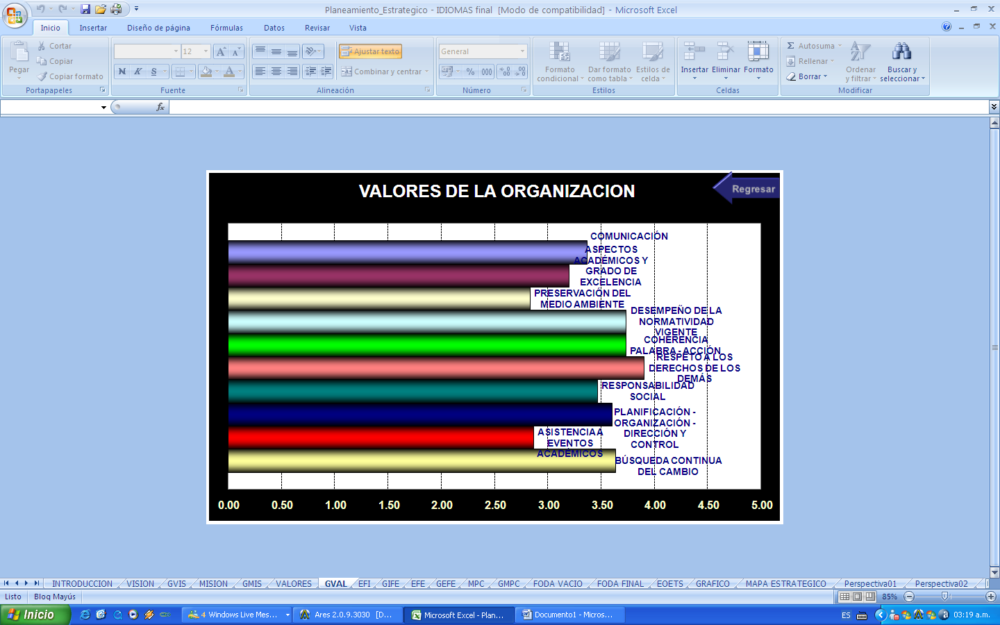 Planeamiento_Estrategico - IDIOMAS final [Modo de compatibilidad] - Microsoft Excel
Inicio Insertar Diseño de página Fórmulas Datos Revisar Vista
Pegar
Cortar
Copiar
Copiar formato
Portapapeles
12
N K S
Fuente
Ajustar texto
Combinar y centrar
Alineación
General
% 000
Número
Formato condicional
Dar formato como tabla
Estilos de celda
Estilos
Insertar Eliminar Formato
Celdas
Autosuma
Rellenar
Borrar
Ordenar y filtrar
Buscar y seleccionar
Modificar
fx
VALORES DE LA ORGANIZACION
Regresar
COMUNICACIÓN
ASPECTOS
ACADÉMICOS Y
GRADO DE
EXCELENCIA
PRESERVACIÓN DEL
MEDIO AMBIENTE
DESEMPEÑO DE LA
NORMATIVIDAD
VIGENTE
COHERENCIA
PALABRA - ACCIÓN
RESPETO A LOS
DERECHOS DE LOS
DEMÁS
RESPONSABILIDAD
SOCIAL
PLANIFICACIÓN -
ORGANIZACIÓN -
DIRECCIÓN Y
CONTROL
ASISTENCIA A
EVENTOS
ACADÉMICOS
BÚSQUEDA CONTINUA
DEL CAMBIO
0.00 0.50 1.00 1.50 2.00 2.50 3.00 3.50 4.00 4.50 5.00
INTRODUCCION VISION GVIS MISION GMIS VALORES GVAL EFI GIFE EFE GEFE MPC GMPC FODA VACIO FODA FINAL EOETS GRAFICO MAPA ESTRATEGICO Perspectiva01 Perspectiva02
Listo Bloq Mayús 85%
Inicio 4 Windows Live Mes... Ares 2.0.9.3030 [D... Microsoft Excel - Plan... Documento1 - Micros... ES 03:19 a.m.